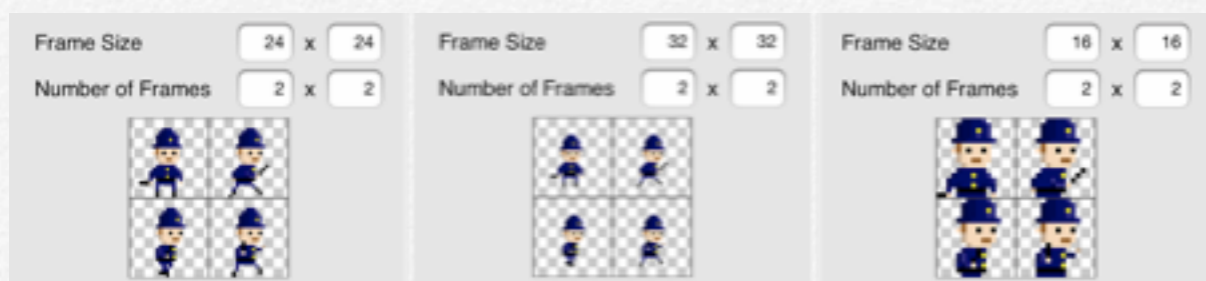 Frame Size 24 x 24
Number of Frames 2 x 2
Frame Size 32 x 32
Number of Frames 2 x 2
Frame Size 16 x 16
Number of Frames 2 x 2